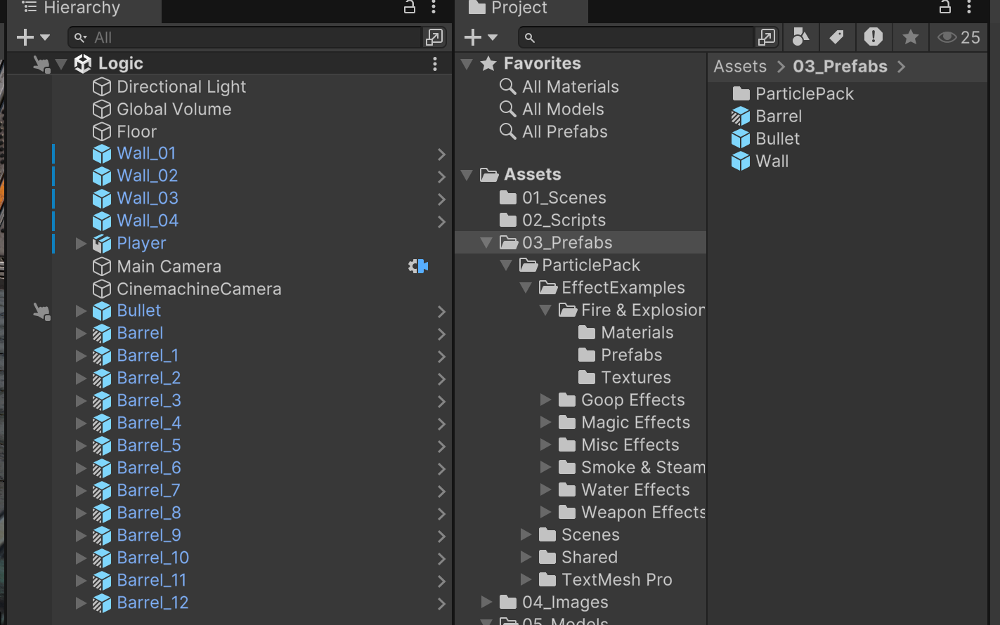 Hierarchy
All
Logic
Directional Light
Global Volume
Floor
Wall_01
Wall_02
Wall_03
Wall_04
Player
Main Camera
CinemachineCamera
Bullet
Barrel
Barrel_1
Barrel_2
Barrel_3
Barrel_4
Barrel_5
Barrel_6
Barrel_7
Barrel_8
Barrel_9
Barrel_10
Barrel_11
Barrel_12
Project
25
Favorites
All Materials
All Models
All Prefabs
Assets
01_Scenes
02_Scripts
03_Prefabs
ParticlePack
EffectExamples
Fire & Explosion
Materials
Prefabs
Textures
Goop Effects
Magic Effects
Misc Effects
Smoke & Steam
Water Effects
Weapon Effects
Scenes
Shared
TextMesh Pro
04_Images
05_Models
Assets > 03_Prefabs >
ParticlePack
Barrel
Bullet
Wall